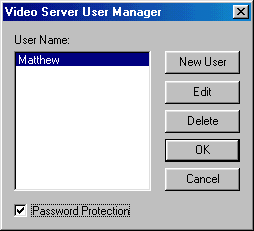 Video Server User Manager
User Name:
Matthew
New User
Edit
Delete
OK
Cancel
Password Protection